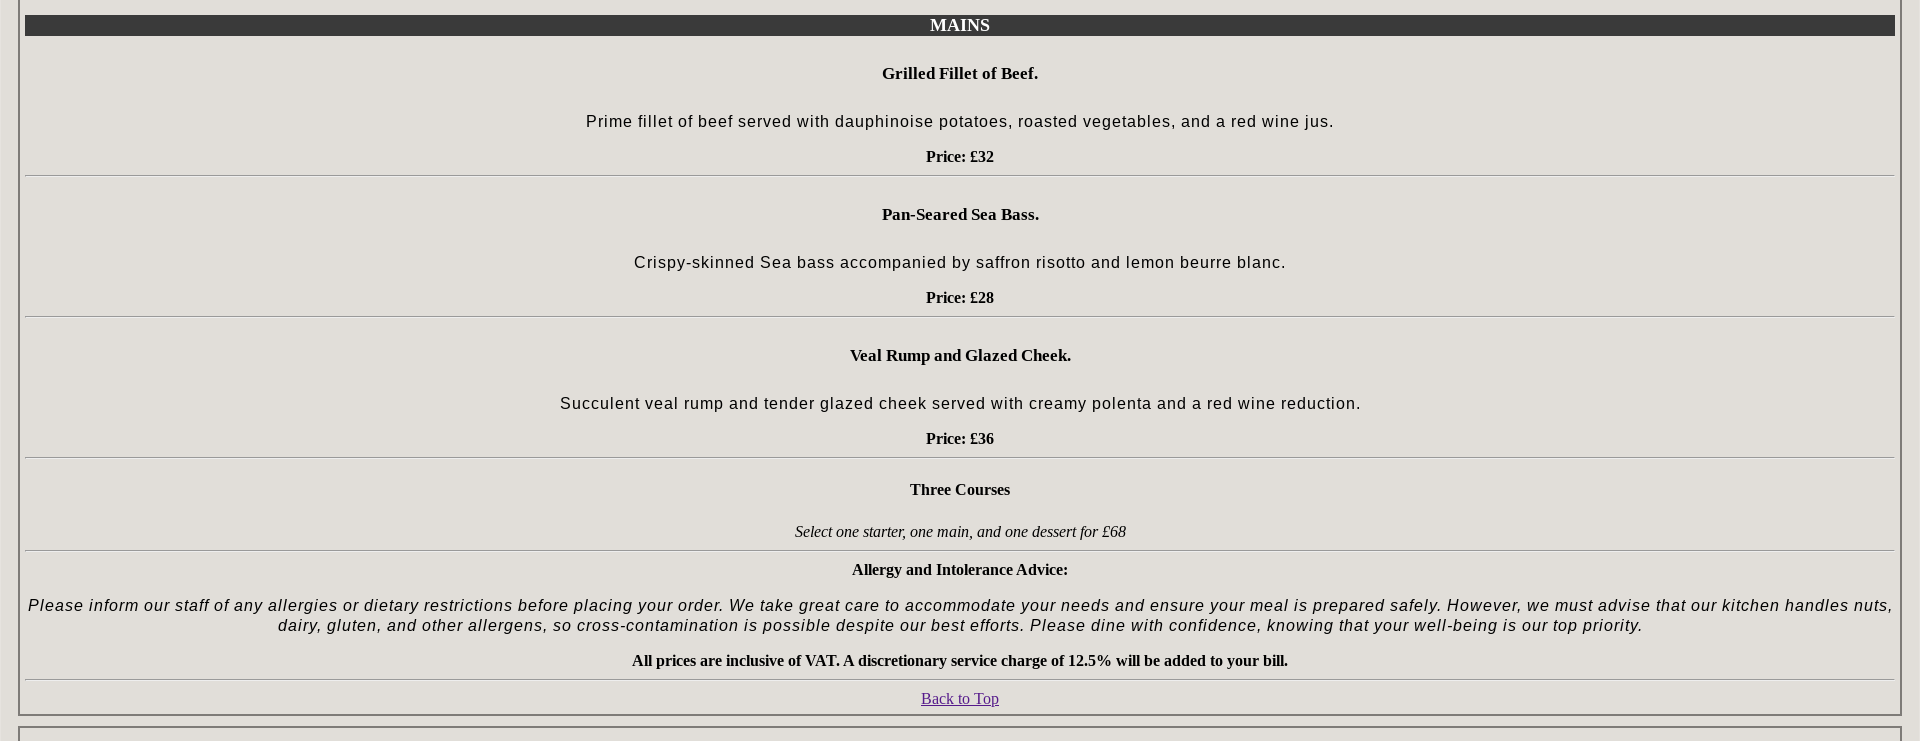 MAINS
Grilled Fillet of Beef.
Prime fillet of beef served with dauphinoise potatoes, roasted vegetables, and a red wine jus.
Price: £32
Pan-Seared Sea Bass.
Crispy-skinned Sea bass accompanied by saffron risotto and lemon beurre blanc.
Price: £28
Veal Rump and Glazed Cheek.
Succulent veal rump and tender glazed cheek served with creamy polenta and a red wine reduction.
Price: £36
Three Courses
Select one starter, one main, and one dessert for £68
Allergy and Intolerance Advice:
Please inform our staff of any allergies or dietary restrictions before placing your order. We take great care to accommodate your needs and ensure your meal is prepared safely. However, we must advise that our kitchen handles nuts,
dairy, gluten, and other allergens, so cross-contamination is possible despite our best efforts. Please dine with confidence, knowing that your well-being is our top priority.
All prices are inclusive of VAT. A discretionary service charge of 12.5% will be added to your bill.
Back to Top